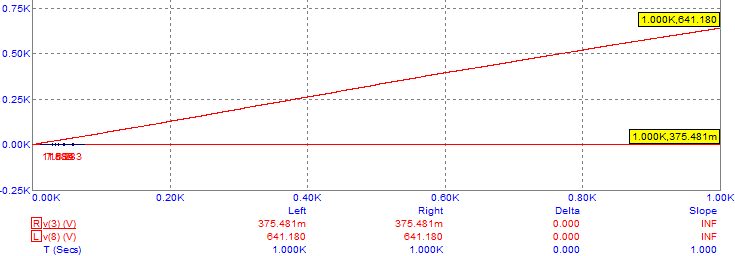 0.75K
1.000K,641.180
0.50K
0.25K
1.000K,375.481m
0.00K
-0.25K
0.00K 0.20K 0.40K 0.60K 0.80K 1.00K
Left Right Delta Slope
R v(3) (V) 375.481m 375.481m 0.000 INF
L v(8) (V) 641.180 641.180 0.000 INF
T (Secs) 1.000K 1.000K 0.000 1.000